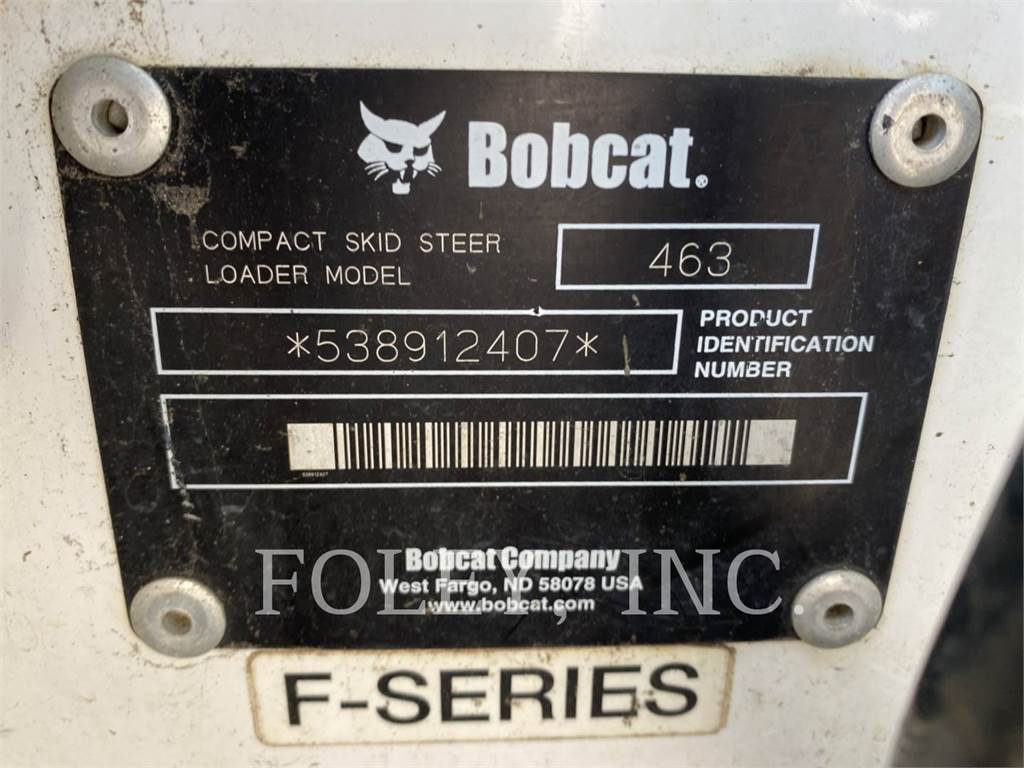 Bobcat.
COMPACT SKID STEER
LOADER MODEL
463
*538912407*
PRODUCT
IDENTIFICATION
NUMBER
538912407
Bobcat Company
West Fargo, ND 58078 USA
www.bobcat.com
FOLEY, INC.
F-SERIES